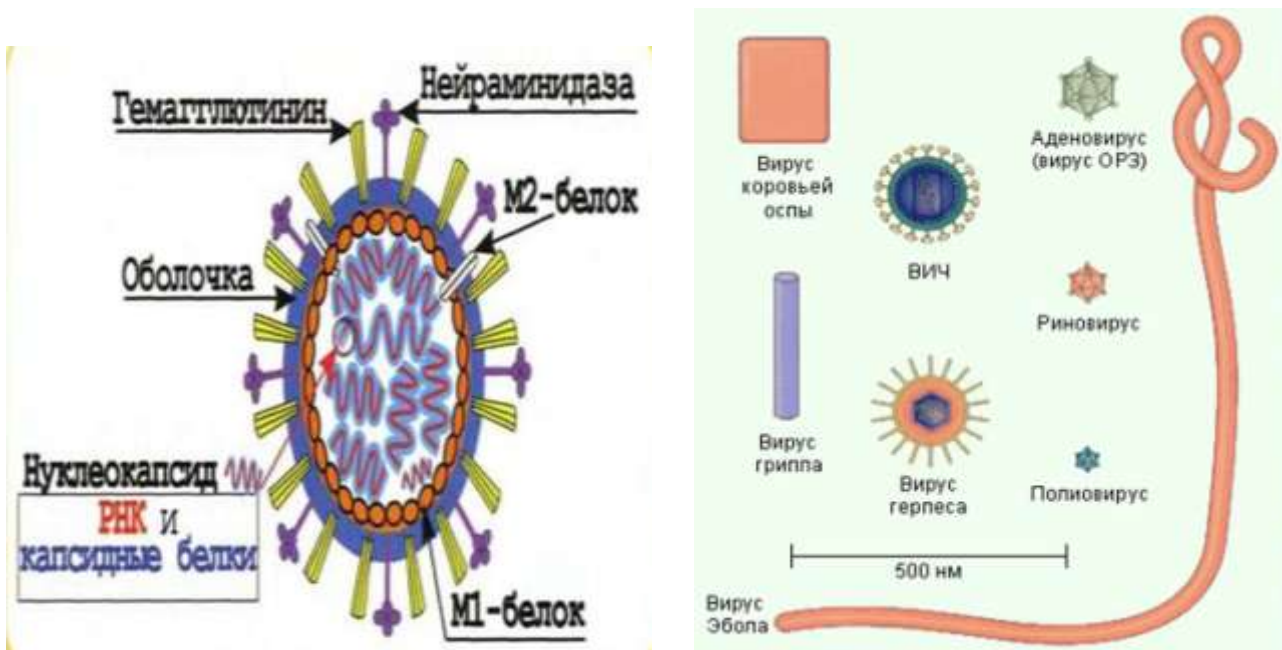 Гемагглютинин
Нейраминидаза
М2-белок
Оболочка
Нуклеокапсид
РНК и
капсидные белки
М1-белок
Вирус
коровьей
оспы
ВИЧ
Аденовирус
(вирус ОРЗ)
Риновирус
Вирус
гриппа
Вирус
герпеса
Полиовирус
500 нм
Вирус
Эбола